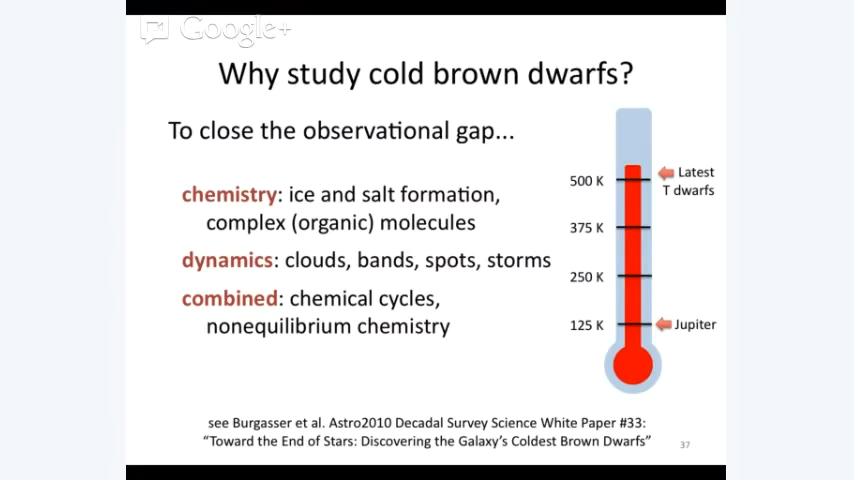 Google+
Why study cold brown dwarfs?
To close the observational gap...
chemistry: ice and salt formation,
complex (organic) molecules
dynamics: clouds, bands, spots, storms
combined: chemical cycles,
nonequilibrium chemistry
500 K
375 K
250 K
125 K
Latest
T dwarfs
Jupiter
see Burgasser et al. Astro2010 Decadal Survey Science White Paper #33:
“Toward the End of Stars: Discovering the Galaxy’s Coldest Brown Dwarfs”
37